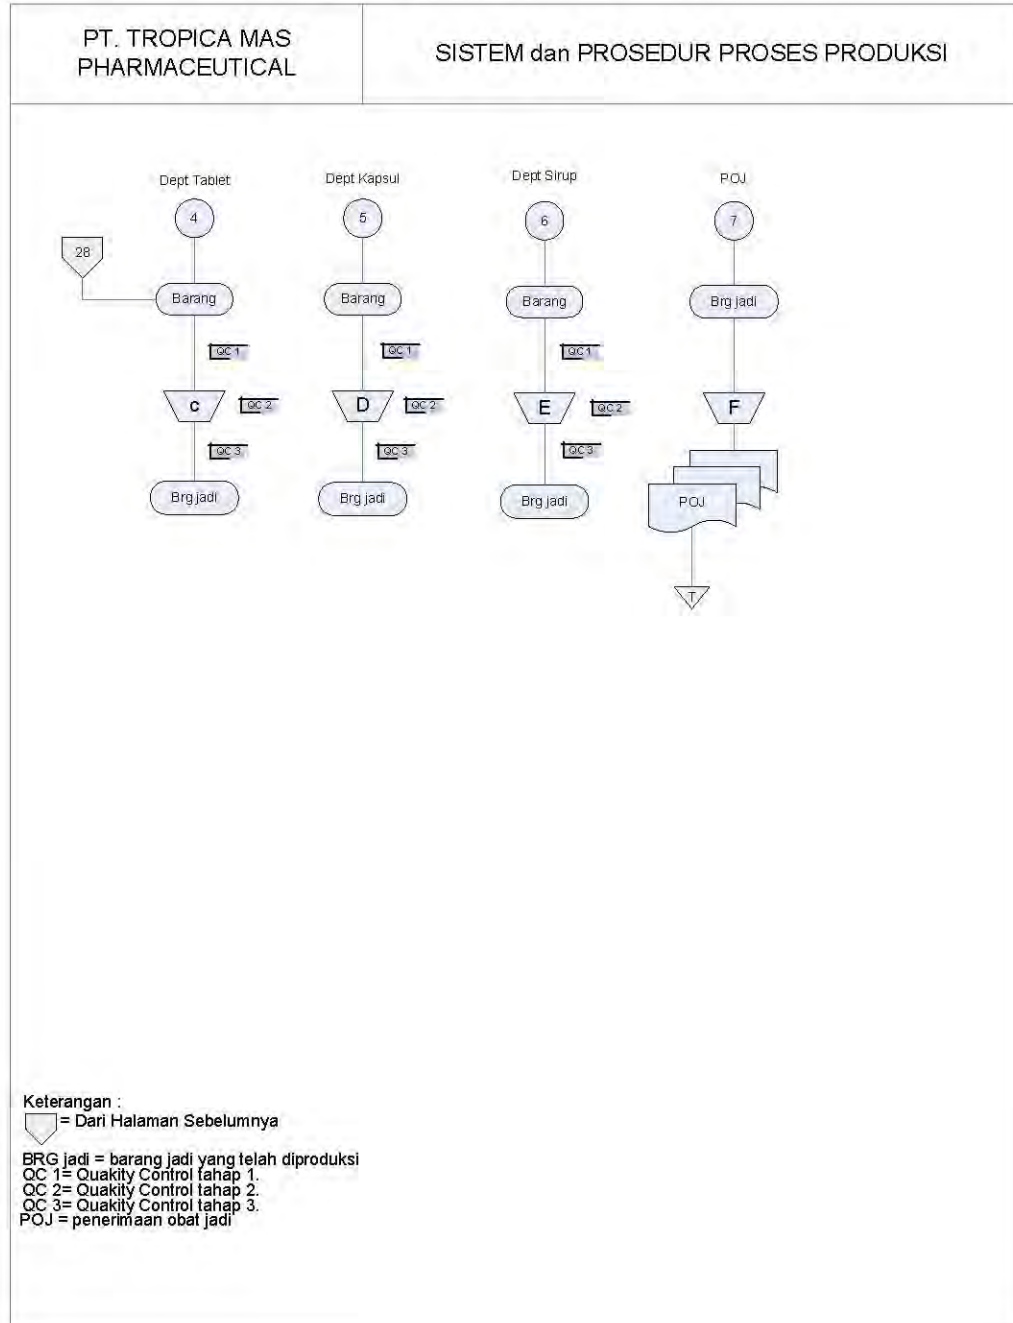 PT. TROPICA MAS
PHARMACEUTICAL
SISTEM dan PROSEDUR PROSES PRODUKSI
Dept Tablet
Dept Kapsul
Dept Sirup
POJ
4
5
6
7
28
Barang
Barang
Barang
Brg jadi
QC 1
QC 1
QC 1
c
QC 2
D
QC 2
E
QC 2
F
QC 3
QC 3
QC 3
Brg jadi
Brg jadi
Brg jadi
POJ
T
Keterangan :
= Dari Halaman Sebelumnya
BRG jadi = barang jadi yang telah diproduksi
QC 1= Quakity Control tahap 1.
QC 2= Quakity Control tahap 2.
QC 3= Quakity Control tahap 3.
POJ = penerimaan obat jadi